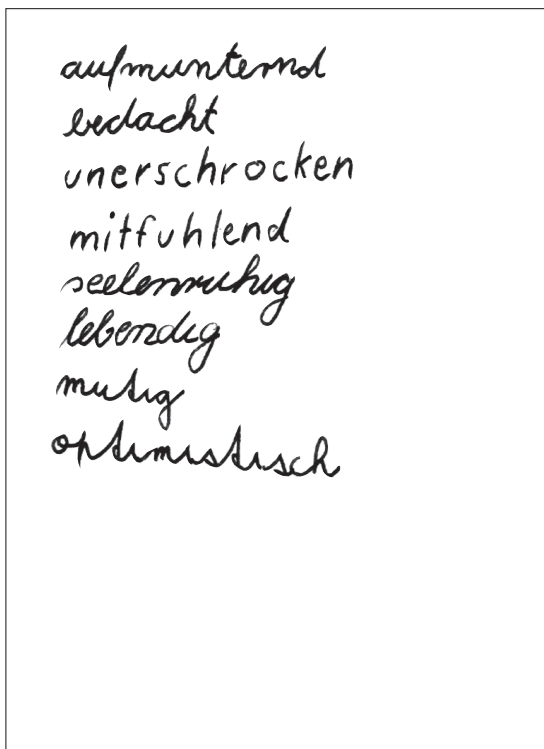 aufmunternd
bedacht
unerschrocken
mitfuhlend
seelenruhig
lebendig
mutig
optimistisch